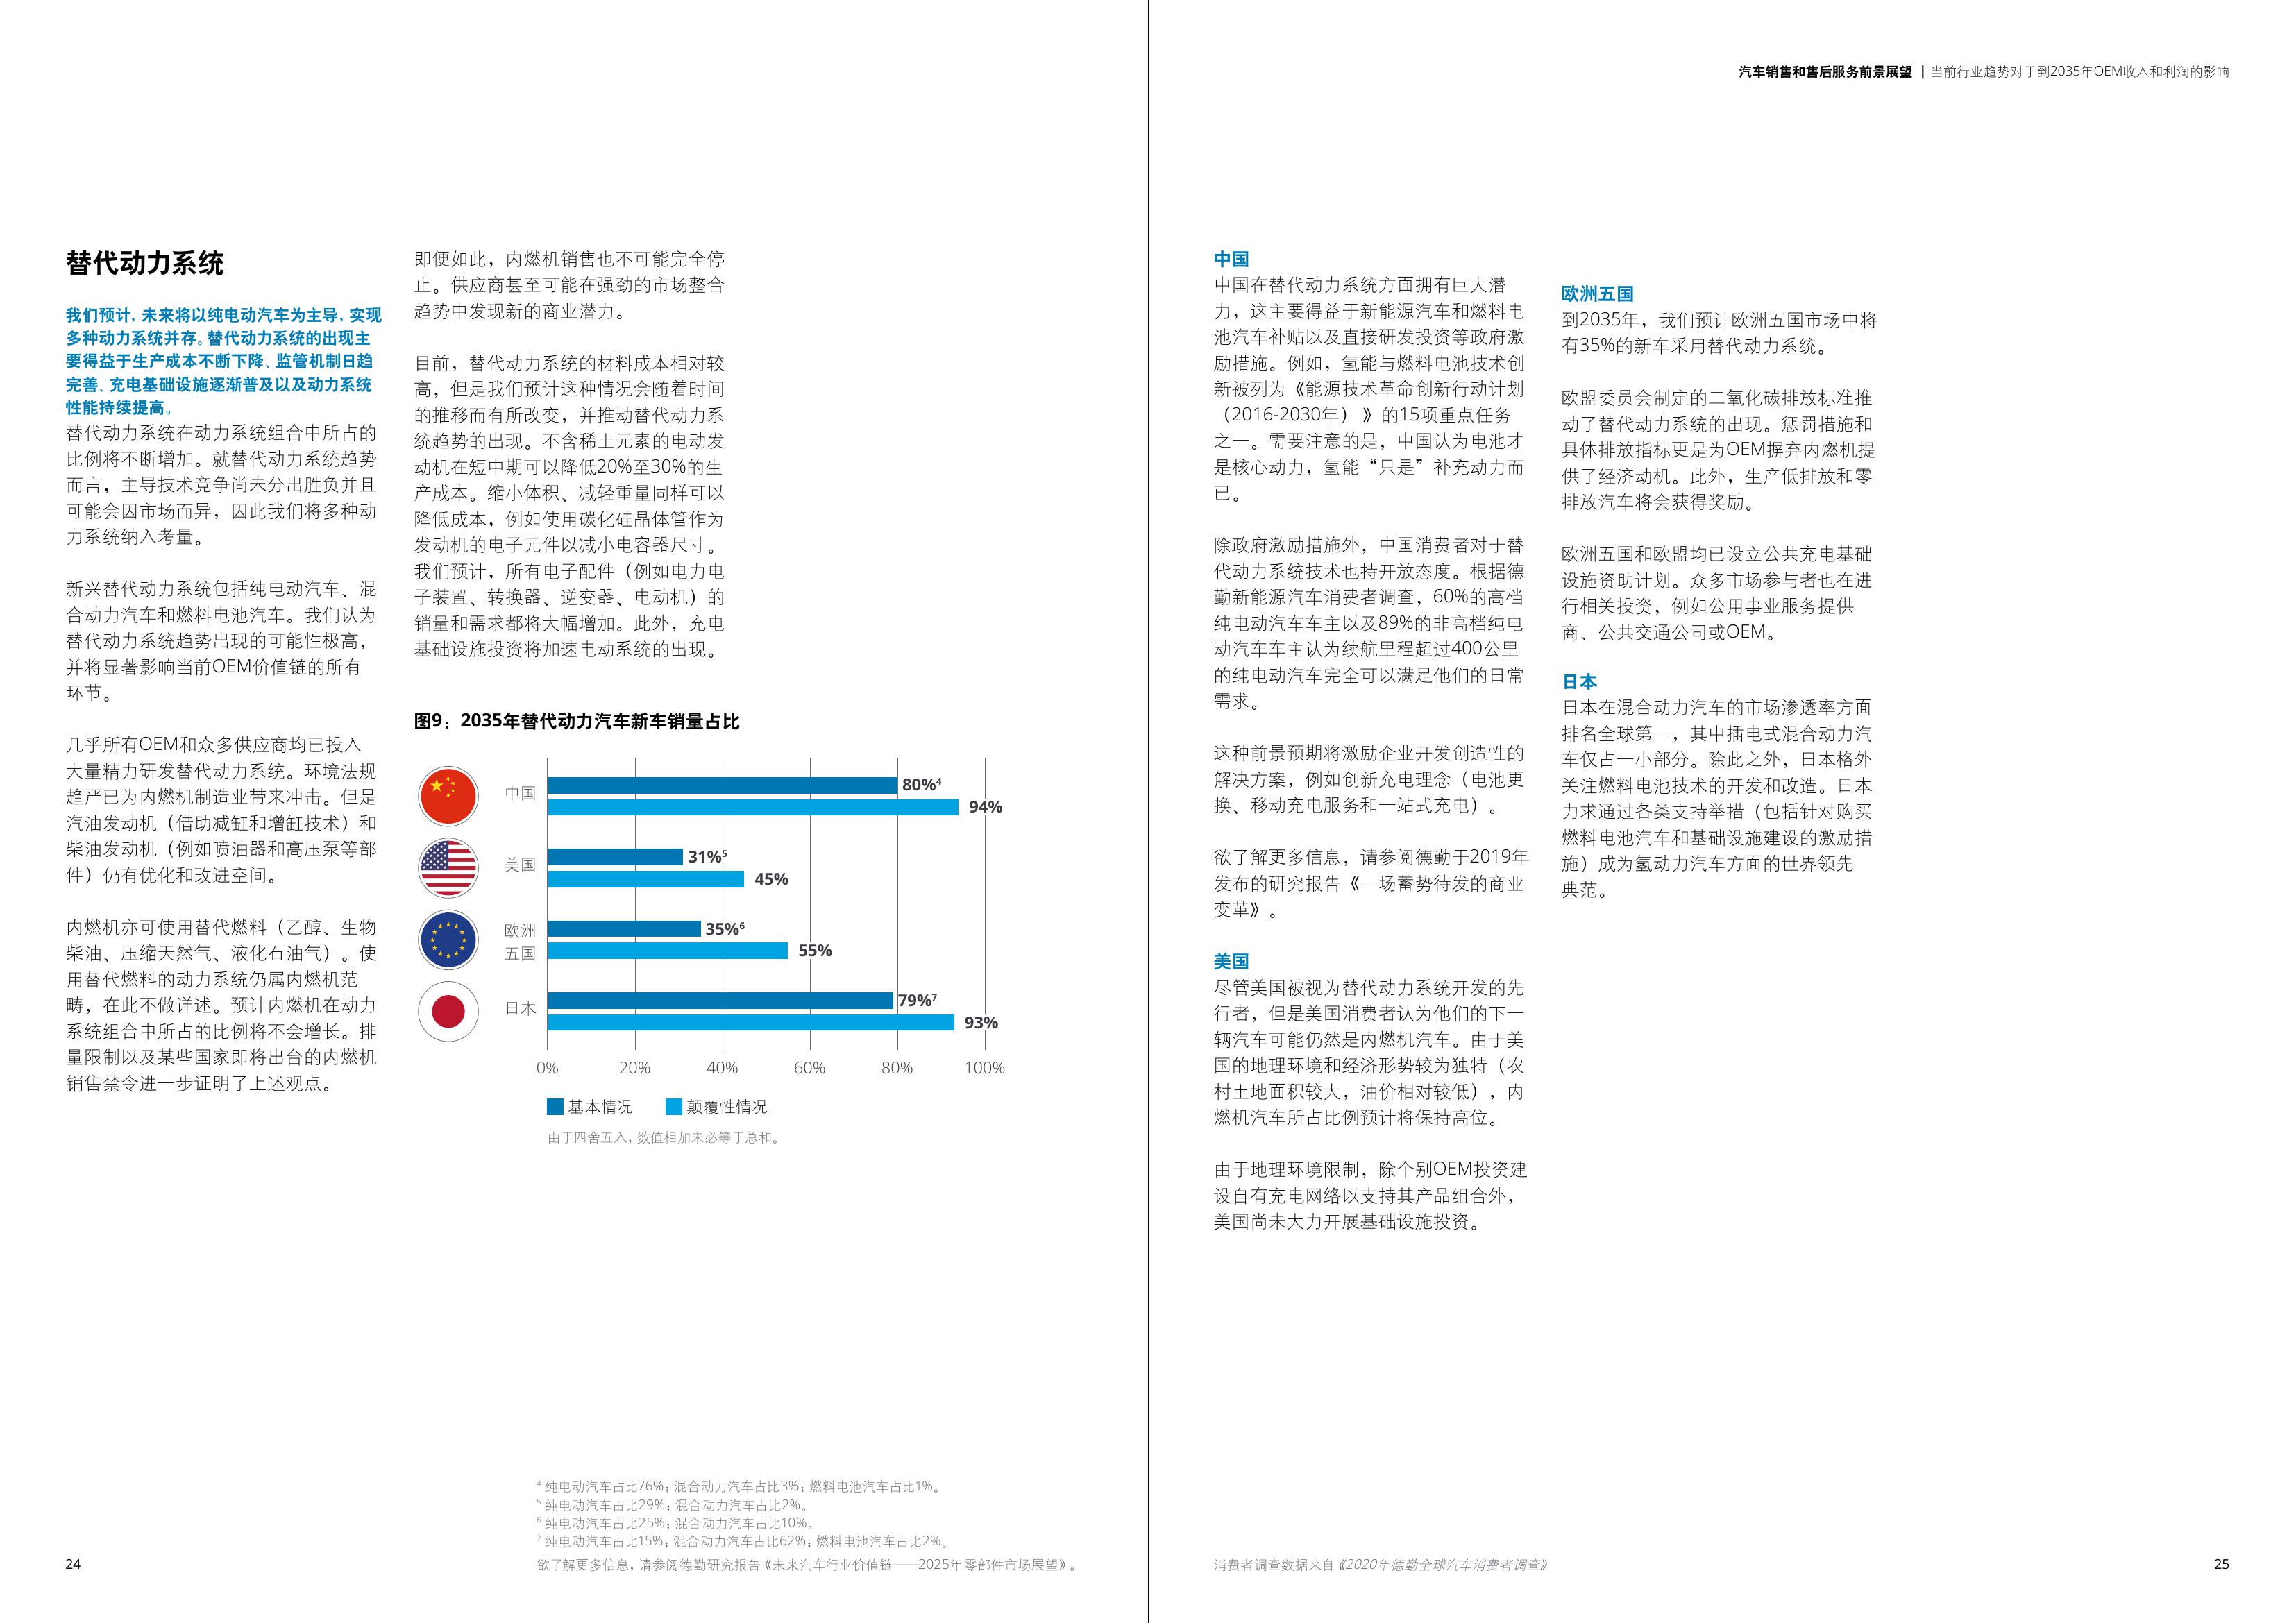 汽车销售和售后服务前景展望 | 当前行业趋势对于到2035年OEM收入和利润的影响
替代动力系统
我们预计, 未来将以纯电动汽车为主导, 实现
多种动力系统并存。替代动力系统的出现主
要得益于生产成本不断下降、监管机制日趋
完善、充电基础设施逐渐普及以及动力系统
性能持续提高。
替代动力系统在动力系统组合中所占的
比例将不断增加。就替代动力系统趋势
而言，主导技术竞争尚未分出胜负并且
可能会因市场而异，因此我们将多种动
力系统纳入考量。
新兴替代动力系统包括纯电动汽车、混
合动力汽车和燃料电池汽车。我们认为
替代动力系统趋势出现的可能性极高，
并将显著影响当前OEM价值链的所有
环节。
几乎所有OEM和众多供应商均已投入
大量精力研发替代动力系统。环境法规
趋严已为内燃机制造业带来冲击。但是
汽油发动机（借助减缸和增缸技术）和
柴油发动机（例如喷油器和高压泵等部
件）仍有优化和改进空间。
内燃机亦可使用替代燃料（乙醇、生物
柴油、压缩天然气、液化石油气）。使
用替代燃料的动力系统仍属内燃机范
畴，在此不做详述。预计内燃机在动力
系统组合中所占的比例将不会增长。排
量限制以及某些国家即将出台的内燃机
销售禁令进一步证明了上述观点。
即便如此，内燃机销售也不可能完全停
止。供应商甚至可能在强劲的市场整合
趋势中发现新的商业潜力。
目前，替代动力系统的材料成本相对较
高，但是我们预计这种情况会随着时间
的推移而有所改变，并推动替代动力系
统趋势的出现。不含稀土元素的电动发
动机在短中期可以降低20%至30%的生
产成本。缩小体积、减轻重量同样可以
降低成本，例如使用碳化硅晶体管作为
发动机的电子元件以减小电容器尺寸。
我们预计，所有电子配件（例如电力电
子装置、转换器、逆变器、电动机）的
销量和需求都将大幅增加。此外，充电
基础设施投资将加速电动系统的出现。
图9：2035年替代动力汽车新车销量占比
中国
80%⁴
94%
美国
31%⁵
45%
欧洲
五国
35%⁶
55%
日本
79%⁷
93%
0% 20% 40% 60% 80% 100%
基本情况 颠覆性情况
由于四舍五入, 数值相加未必等于总和。
⁴ 纯电动汽车占比76%；混合动力汽车占比3%；燃料电池汽车占比1%。
⁵ 纯电动汽车占比29%；混合动力汽车占比2%。
⁶ 纯电动汽车占比25%；混合动力汽车占比10%。
⁷ 纯电动汽车占比15%；混合动力汽车占比62%；燃料电池汽车占比2%。
欲了解更多信息, 请参阅德勤研究报告《未来汽车行业价值链——2025年零部件市场展望》。
24
中国
中国在替代动力系统方面拥有巨大潜
力，这主要得益于新能源汽车和燃料电
池汽车补贴以及直接研发投资等政府激
励措施。例如，氢能与燃料电池技术创
新被列为《能源技术革命创新行动计划
（2016-2030年）》的15项重点任务
之一。需要注意的是，中国认为电池才
是核心动力，氢能“只是”补充动力而
已。
除政府激励措施外，中国消费者对于替
代动力系统技术也持开放态度。根据德
勤新能源汽车消费者调查，60%的高档
纯电动汽车车主以及89%的非高档纯电
动汽车车主认为续航里程超过400公里
的纯电动汽车完全可以满足他们的日常
需求。
这种前景预期将激励企业开发创造性的
解决方案，例如创新充电理念（电池更
换、移动充电服务和一站式充电）。
欲了解更多信息，请参阅德勤于2019年
发布的研究报告《一场蓄势待发的商业
变革》。
美国
尽管美国被视为替代动力系统开发的先
行者，但是美国消费者认为他们的下一
辆汽车可能仍然是内燃机汽车。由于美
国的地理环境和经济形势较为独特（农
村土地面积较大，油价相对较低），内
燃机汽车所占比例预计将保持高位。
由于地理环境限制，除个别OEM投资建
设自有充电网络以支持其产品组合外，
美国尚未大力开展基础设施投资。
欧洲五国
到2035年，我们预计欧洲五国市场中将
有35%的新车采用替代动力系统。
欧盟委员会制定的二氧化碳排放标准推
动了替代动力系统的出现。惩罚措施和
具体排放指标更是为OEM摒弃内燃机提
供了经济动机。此外，生产低排放和零
排放汽车将会获得奖励。
欧洲五国和欧盟均已设立公共充电基础
设施资助计划。众多市场参与者也在进
行相关投资，例如公用事业服务提供
商、公共交通公司或OEM。
日本
日本在混合动力汽车的市场渗透率方面
排名全球第一，其中插电式混合动力汽
车仅占一小部分。除此之外，日本格外
关注燃料电池技术的开发和改造。日本
力求通过各类支持举措（包括针对购买
燃料电池汽车和基础设施建设的激励措
施）成为氢动力汽车方面的世界领先
典范。
消费者调查数据来自《2020年德勤全球汽车消费者调查》
25